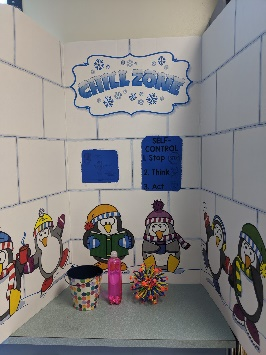 CHILL ZONE
SELF-
CONTROL
1. Stop
2. Think
3. Act